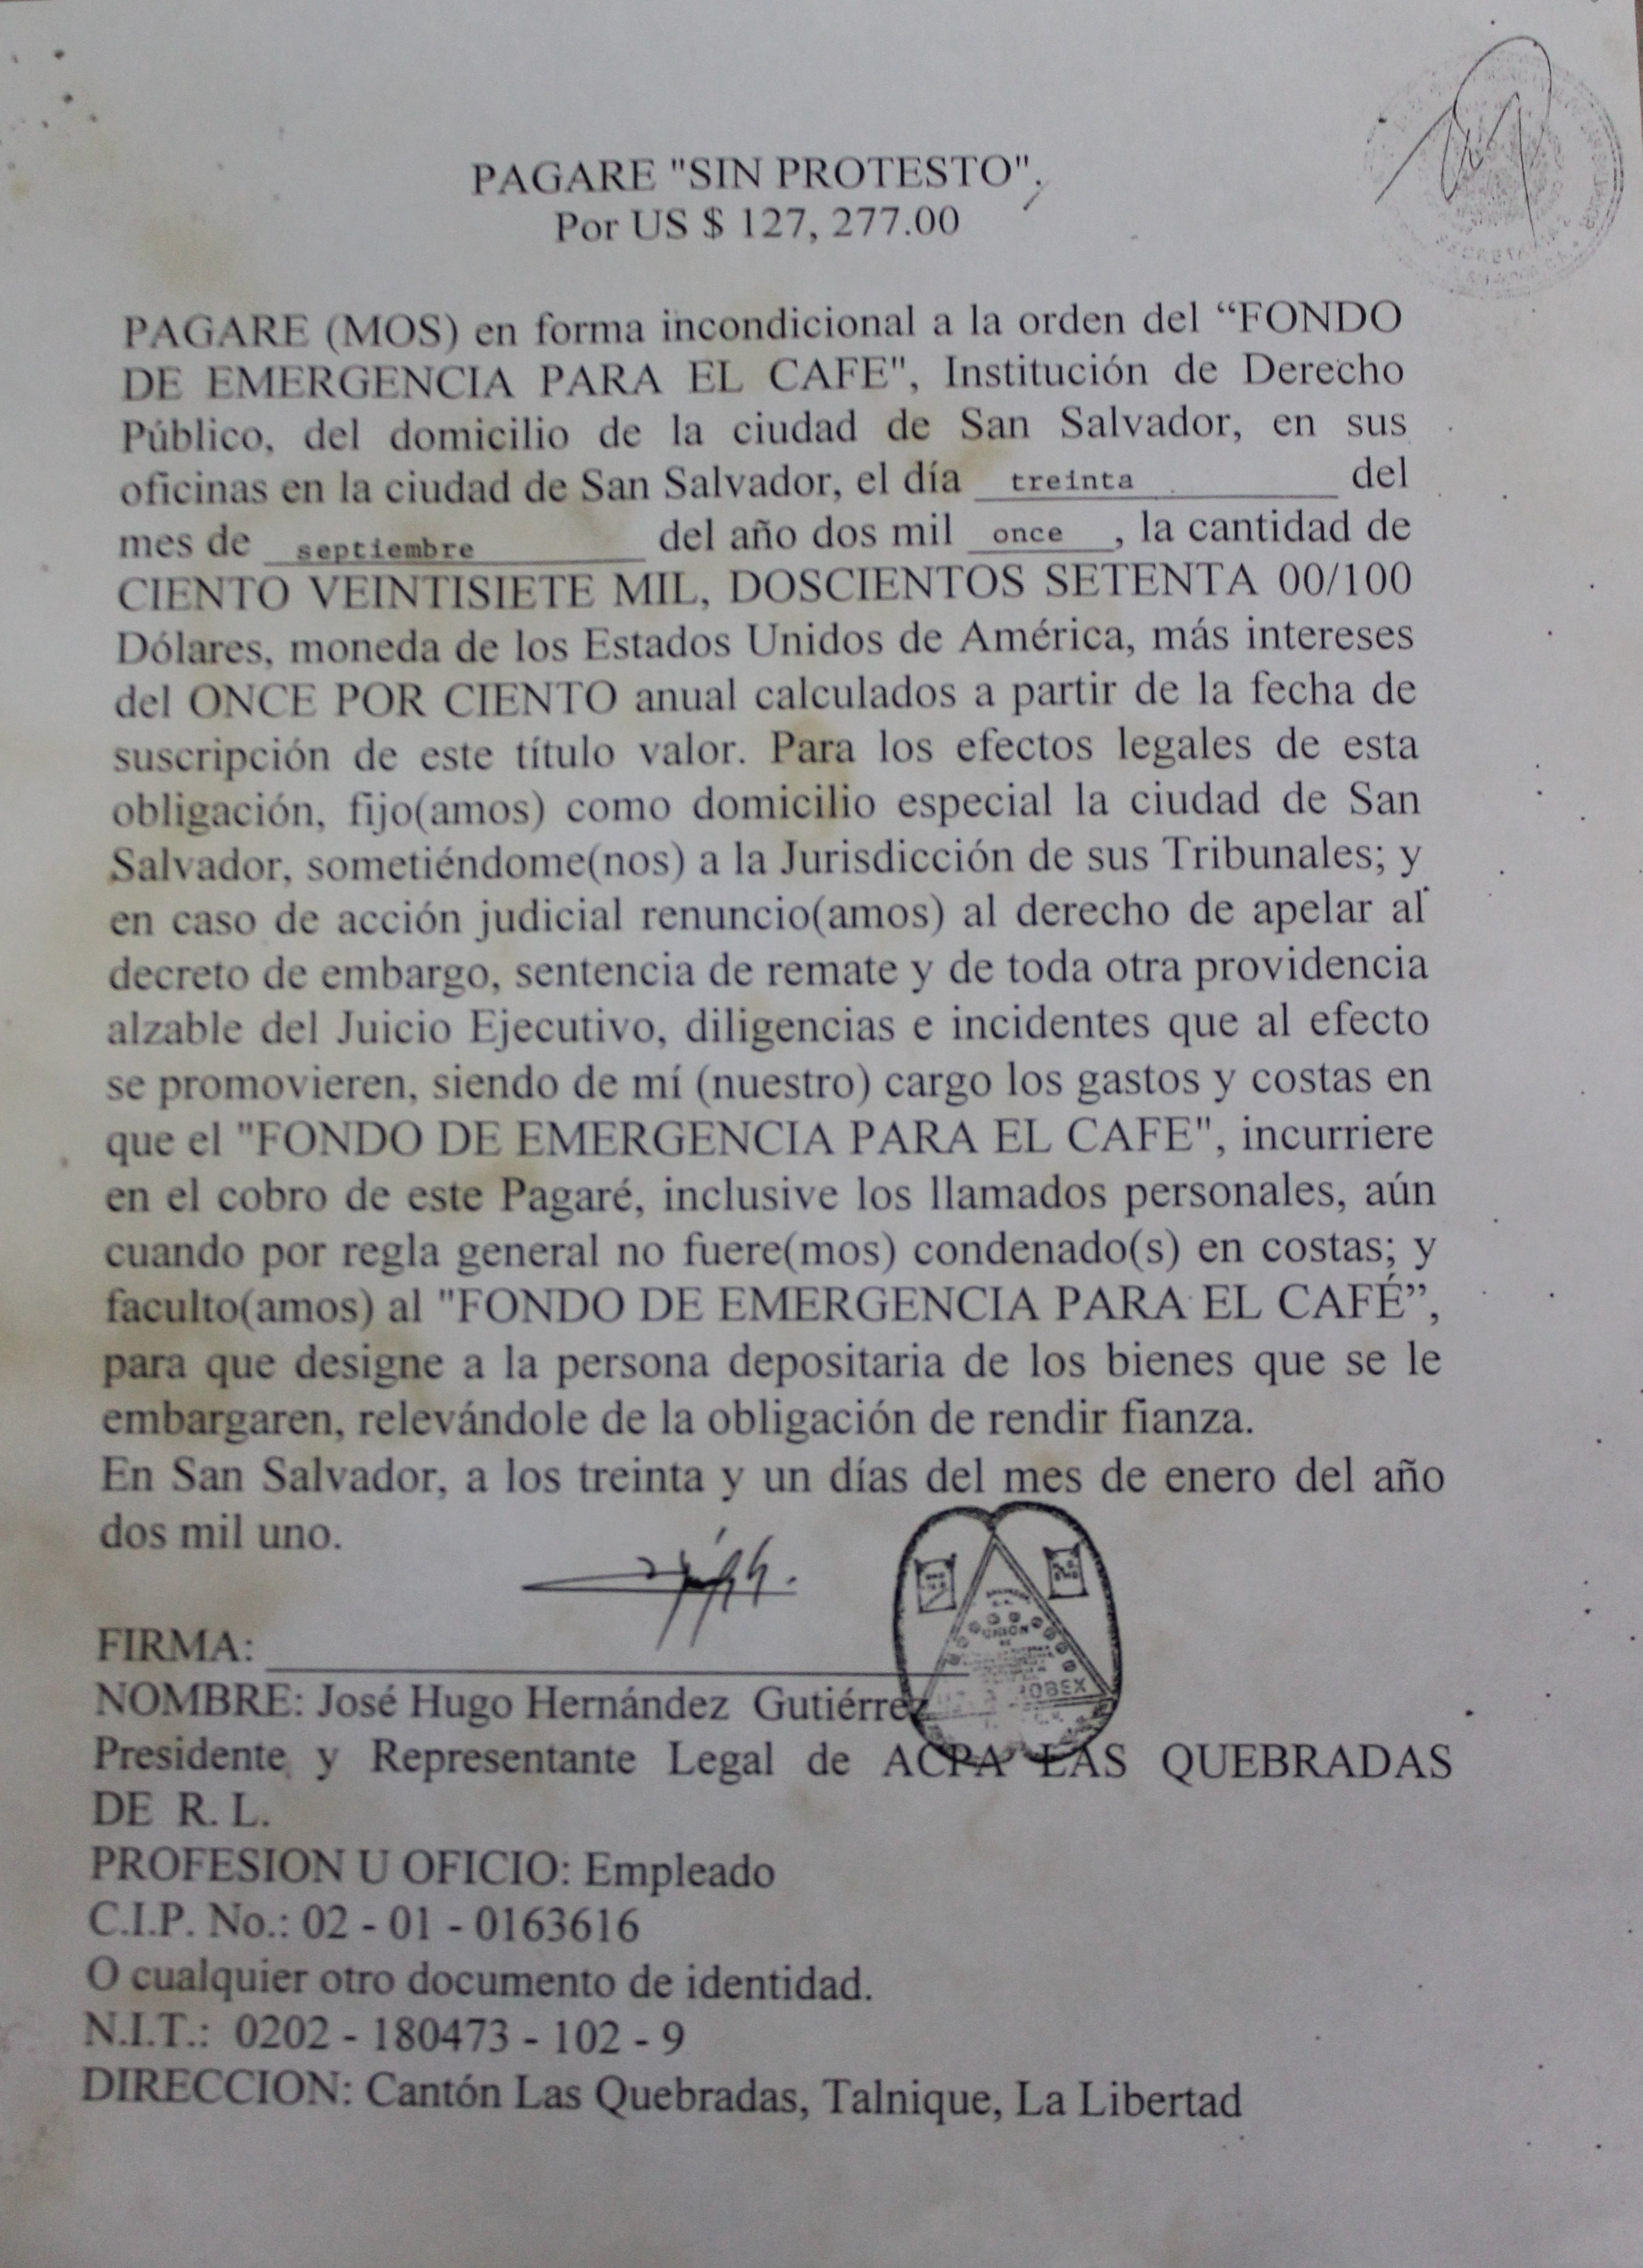 PAGARE "SIN PROTESTO".
Por US $ 127, 277.00
PAGARE (MOS) en forma incondicional a la orden del “FONDO
DE EMERGENCIA PARA EL CAFE", Institución de Derecho
Público, del domicilio de la ciudad de San Salvador, en sus
oficinas en la ciudad de San Salvador, el día treinta del
mes de septiembre del año dos mil once , la cantidad de
CIENTO VEINTISIETE MIL, DOSCIENTOS SETENTA 00/100
Dólares, moneda de los Estados Unidos de América, más intereses
del ONCE POR CIENTO anual calculados a partir de la fecha de
suscripción de este título valor. Para los efectos legales de esta
obligación, fijo(amos) como domicilio especial la ciudad de San
Salvador, sometiéndome(nos) a la Jurisdicción de sus Tribunales; y
en caso de acción judicial renuncio(amos) al derecho de apelar al
decreto de embargo, sentencia de remate y de toda otra providencia
alzable del Juicio Ejecutivo, diligencias e incidentes que al efecto
se promovieren, siendo de mí (nuestro) cargo los gastos y costas en
que el "FONDO DE EMERGENCIA PARA EL CAFE", incurriere
en el cobro de este Pagaré, inclusive los llamados personales, aún
cuando por regla general no fuere(mos) condenado(s) en costas; y
faculto(amos) al "FONDO DE EMERGENCIA PARA EL CAFÉ”,
para que designe a la persona depositaria de los bienes que se le
embargaren, relevándole de la obligación de rendir fianza.
En San Salvador, a los treinta y un días del mes de enero del año
dos mil uno.
UNION
FIRMA:
NOMBRE: José Hugo Hernández Gutiérrez
Presidente y Representante Legal de ACPA LAS QUEBRADAS
DE R. L.
PROFESION U OFICIO: Empleado
C.I.P. No.: 02 - 01 - 0163616
O cualquier otro documento de identidad.
N.I.T.: 0202 - 180473 - 102 - 9
DIRECCION: Cantón Las Quebradas, Talnique, La Libertad